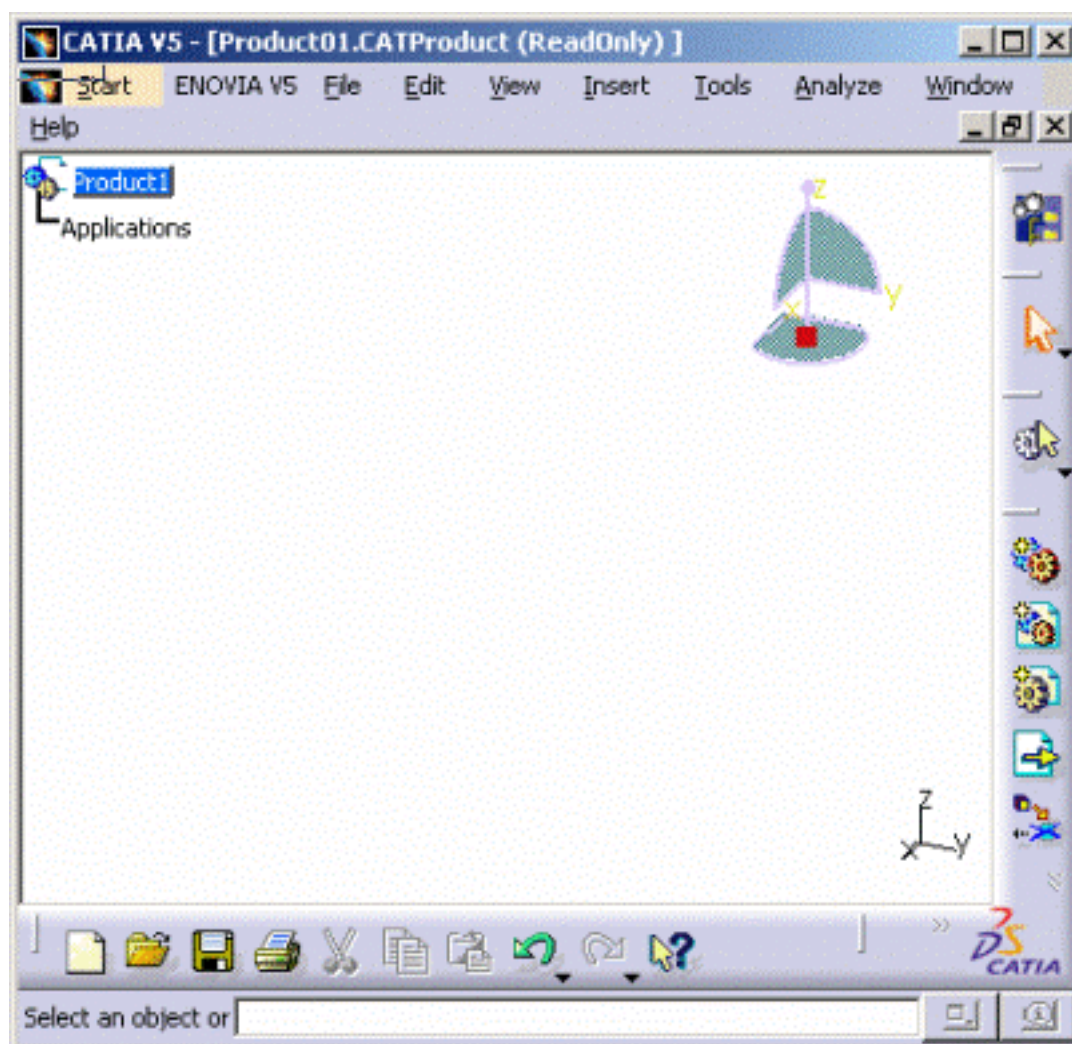 CATIA V5 - [Product01.CATProduct (ReadOnly) ]
Start ENOVIA V5 File Edit View Insert Tools Analyze Window
Help
Product1
Applications
z
y
x
z
x y
DS
CATIA
Select an object or